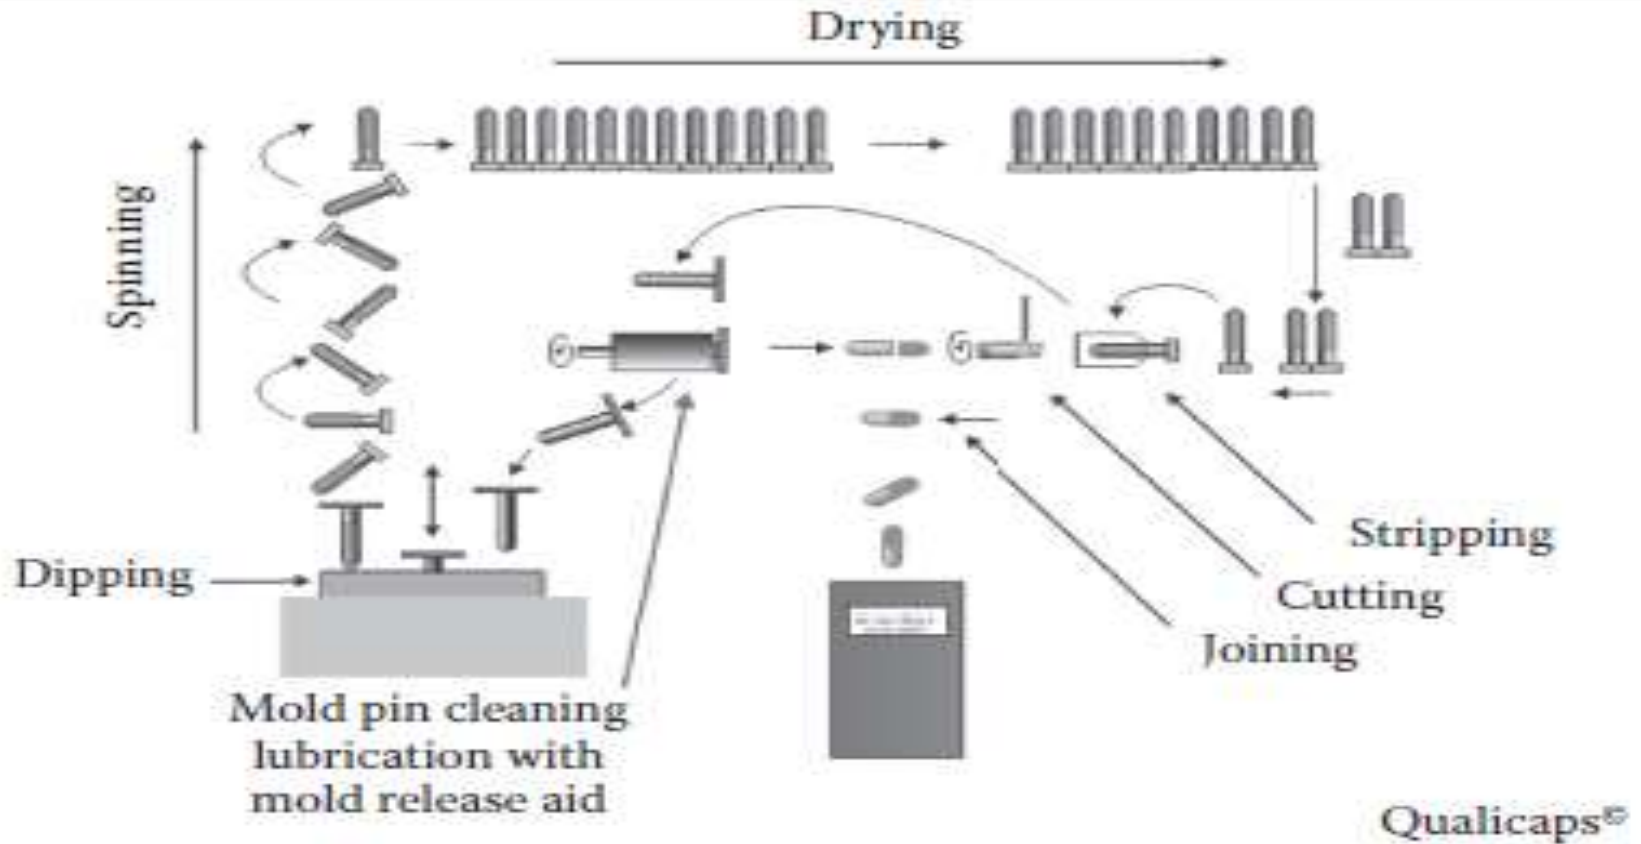 Drying
Spinning
Dipping
Stripping
Cutting
Joining
Mold pin cleaning
lubrication with
mold release aid
Qualicaps©